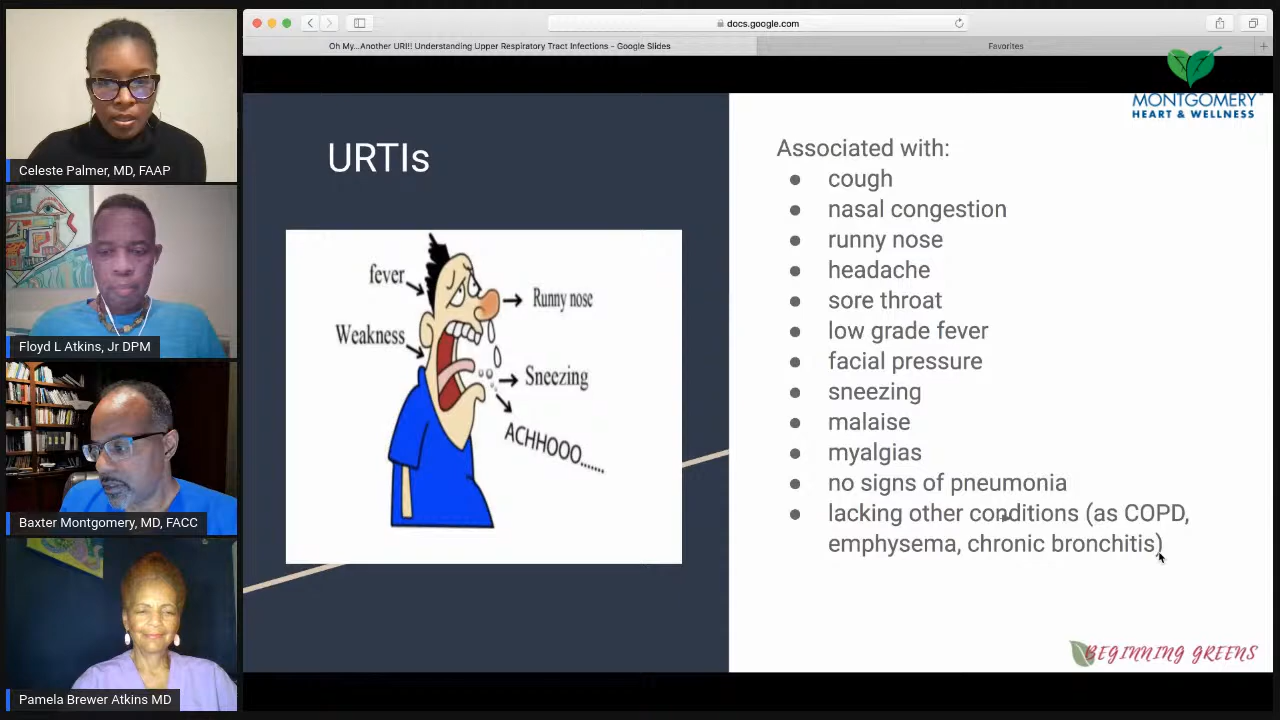 docs.google.com
Oh My...Another URI!! Understanding Upper Respiratory Tract Infections - Google Slides
Favorites
MONTGOMERY
HEART & WELLNESS
Celeste Palmer, MD, FAAP
Floyd L Atkins, Jr DPM
Baxter Montgomery, MD, FACC
Pamela Brewer Atkins MD
URTIs
fever
Runny nose
Weakness
Sneezing
ACHHOOO......
Associated with:
● cough
● nasal congestion
● runny nose
● headache
● sore throat
● low grade fever
● facial pressure
● sneezing
● malaise
● myalgias
● no signs of pneumonia
● lacking other conditions (as COPD,
emphysema, chronic bronchitis)
BEGINNING GREENS